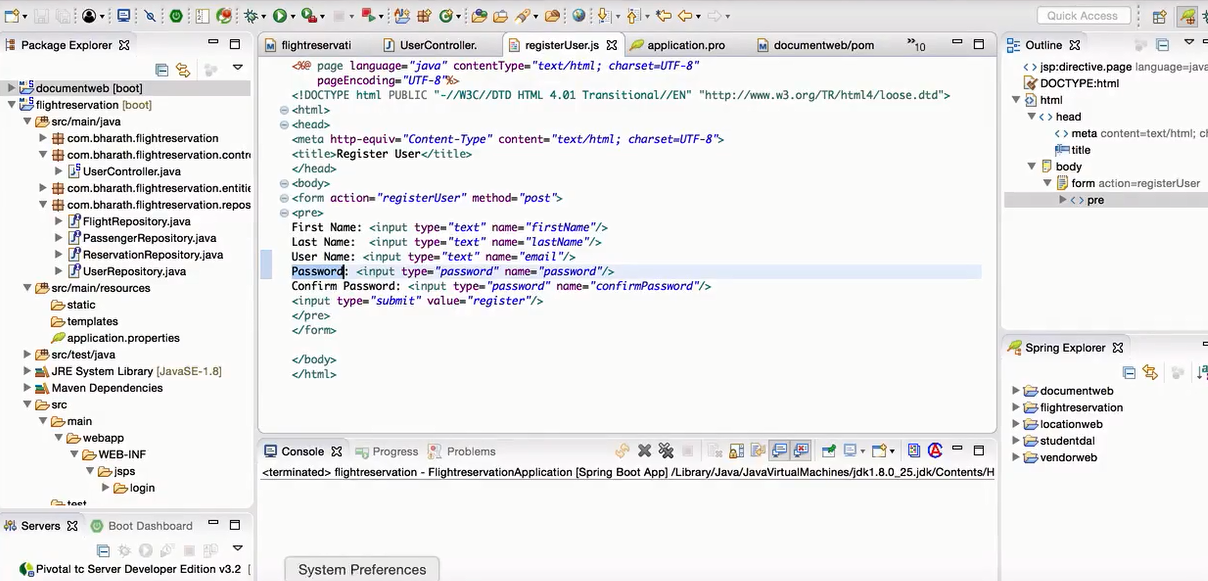 Quick Access
Package Explorer
documentweb [boot]
flightreservation [boot]
src/main/java
com.bharath.flightreservation
com.bharath.flightreservation.contr
UserController.java
com.bharath.flightreservation.entitie
com.bharath.flightreservation.repos
FlightRepository.java
PassengerRepository.java
ReservationRepository.java
UserRepository.java
src/main/resources
static
templates
application.properties
src/test/java
JRE System Library [JavaSE-1.8]
Maven Dependencies
src
main
webapp
WEB-INF
jsps
login
test
Servers
Boot Dashboard
Pivotal tc Server Developer Edition v3.2
flightreservati
UserController.
registerUser.js
application.pro
documentweb/pom
»10
<%@ page language="java" contentType="text/html; charset=UTF-8"
pageEncoding="UTF-8"%>
<!DOCTYPE html PUBLIC "-//W3C//DTD HTML 4.01 Transitional//EN" "http://www.w3.org/TR/html4/loose.dtd">
<html>
<head>
<meta http-equiv="Content-Type" content="text/html; charset=UTF-8">
<title>Register User</title>
</head>
<body>
<form action="registerUser" method="post">
<pre>
First Name: <input type="text" name="firstName"/>
Last Name:  <input type="text" name="lastName"/>
User Name: <input type="text" name="email"/>
Password: <input type="password" name="password"/>
Confirm Password: <input type="password" name="confirmPassword"/>
<input type="submit" value="register"/>
</pre>
</form>
</body>
</html>
Console
Progress
Problems
<terminated> flightreservation - FlightreservationApplication [Spring Boot App] /Library/Java/JavaVirtualMachines/jdk1.8.0_25.jdk/Contents/H
System Preferences
Outline
jsp:directive.page language=java
DOCTYPE:html
html
head
meta content=text/html; c
title
body
form action=registerUser
pre
Spring Explorer
documentweb
flightreservation
locationweb
studentdal
vendorweb